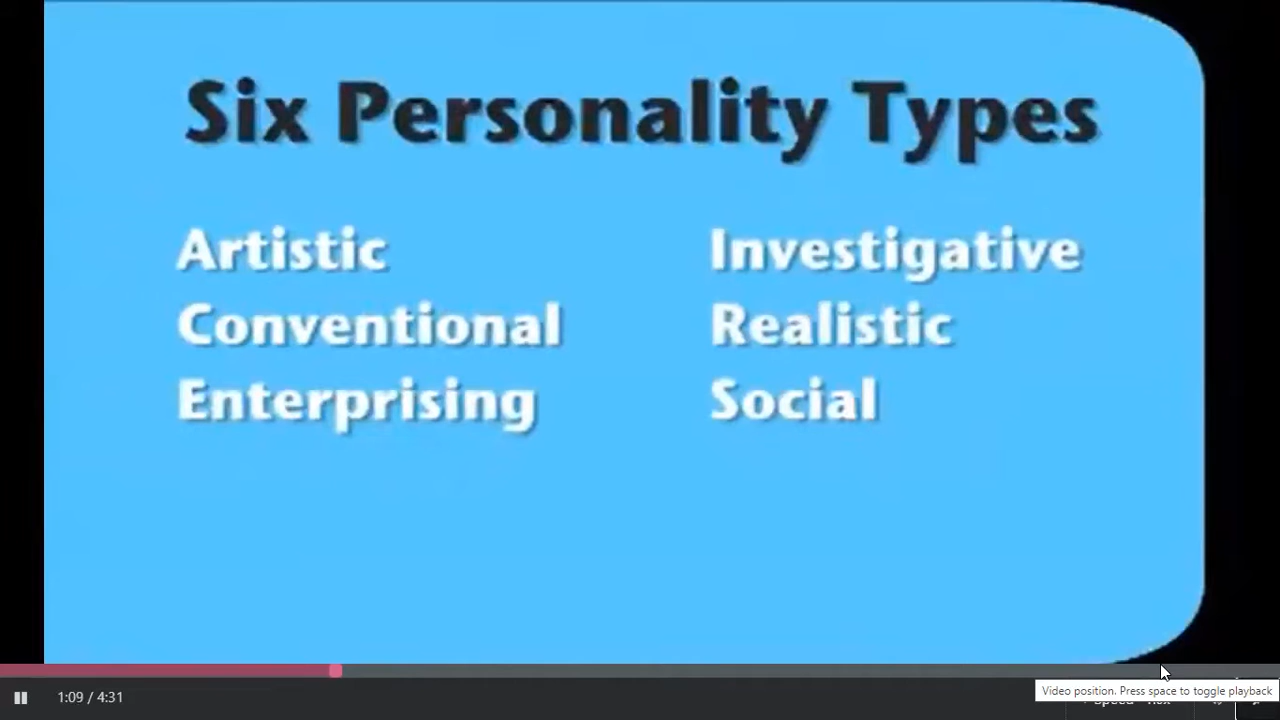 Six Personality Types
Artistic
Conventional
Enterprising
Investigative
Realistic
Social
1:09 / 4:31
Video position. Press space to toggle playback